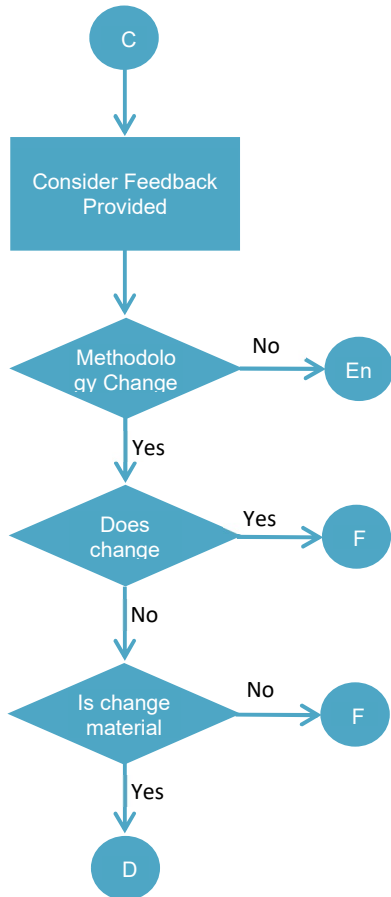 C
Consider Feedback
Provided
Methodolo
gy Change
No
En
Yes
Does
change
Yes
F
No
Is change
material
No
F
Yes
D